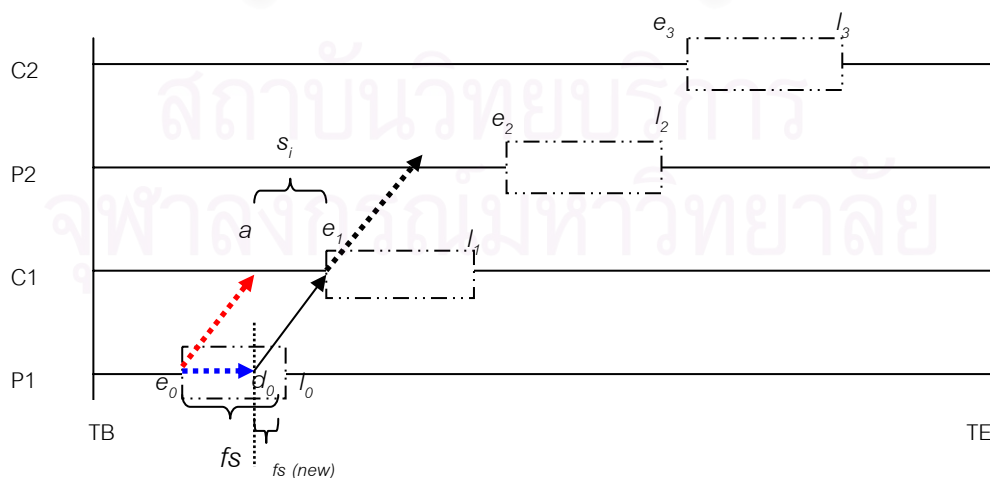 e3 l3
C2
สถาบันวิทยบริการ
e2 l2
si
P2
จุฬาลงกรณ์มหาวิทยาลัย
a e1 l1
C1
P1
e0 d0 l0
TB TE
fs fs (new)